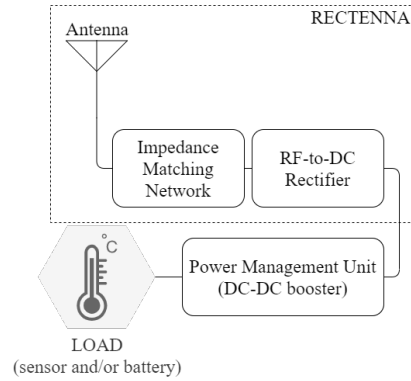 RECTENNA
Antenna
Impedance
Matching
Network
RF-to-DC
Rectifier
°C
Power Management Unit
(DC-DC booster)
LOAD
(sensor and/or battery)